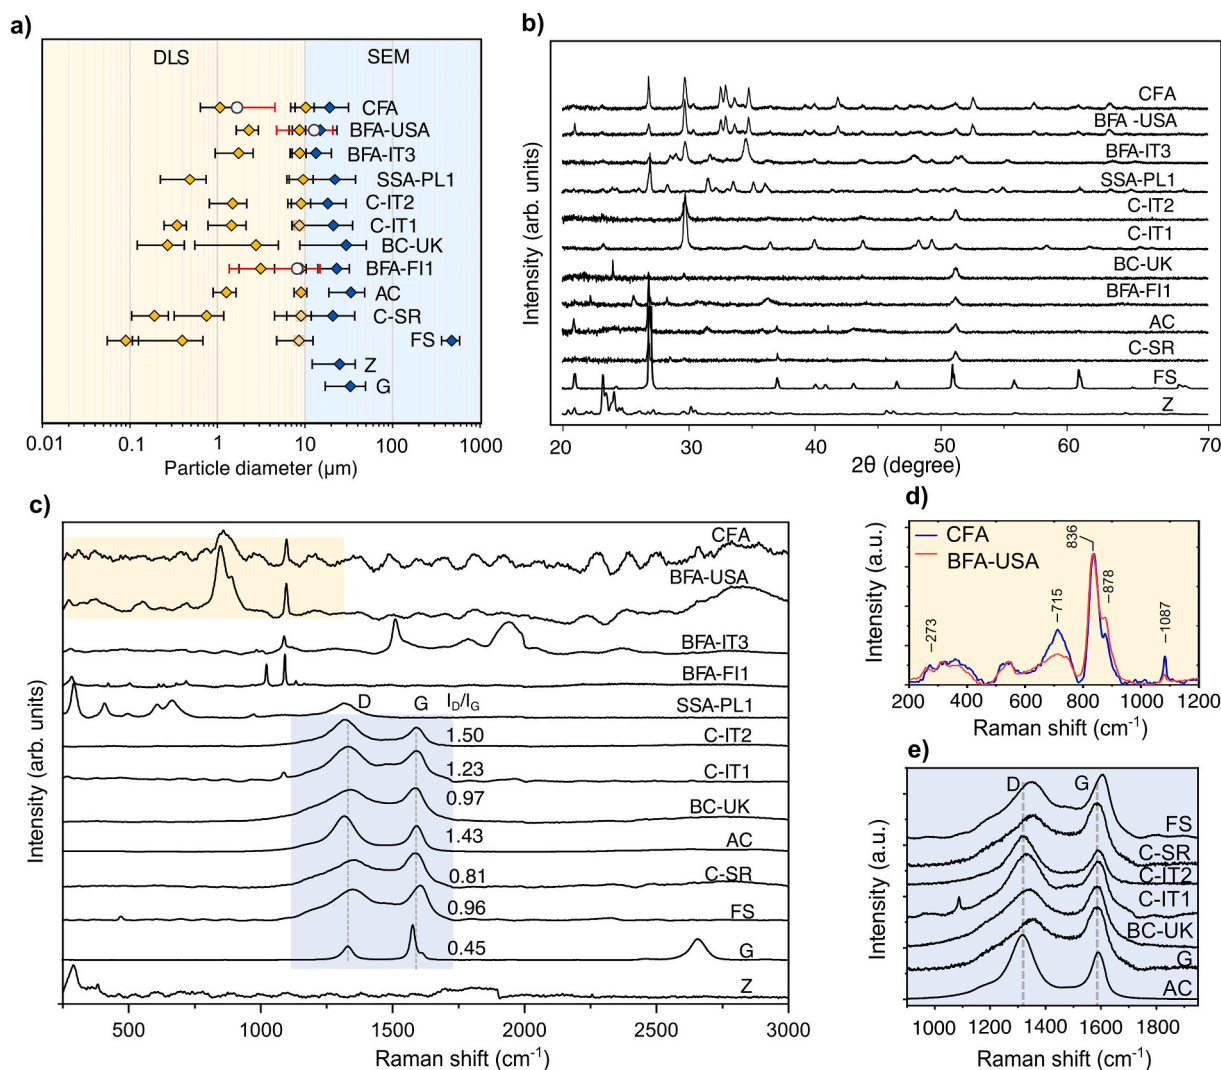 a)
DLS SEM
CFA
BFA-USA
BFA-IT3
SSA-PL1
C-IT2
C-IT1
BC-UK
BFA-FI1
AC
C-SR
FS
Z
G
0.01 0.1 1 10 100 1000
Particle diameter (µm)
b)
Intensity (arb. units)
CFA
BFA -USA
BFA-IT3
SSA-PL1
C-IT2
C-IT1
BC-UK
BFA-FI1
AC
C-SR
FS
Z
20 30 40 50 60 70
2θ (degree)
c)
Intensity (arb. units)
CFA
BFA-USA
BFA-IT3
BFA-FI1
SSA-PL1
D G I_D/I_G
1.50 C-IT2
1.23 C-IT1
0.97 BC-UK
1.43 AC
0.81 C-SR
0.96 FS
0.45 G
Z
500 1000 1500 2000 2500 3000
Raman shift (cm⁻¹)
d)
Intensity (a.u.)
CFA
BFA-USA
273
715
836
878
1087
200 400 600 800 1000 1200
Raman shift (cm⁻¹)
e)
Intensity (a.u.)
D G
FS
C-SR
C-IT2
C-IT1
BC-UK
G
AC
1000 1200 1400 1600 1800
Raman shift (cm⁻¹)